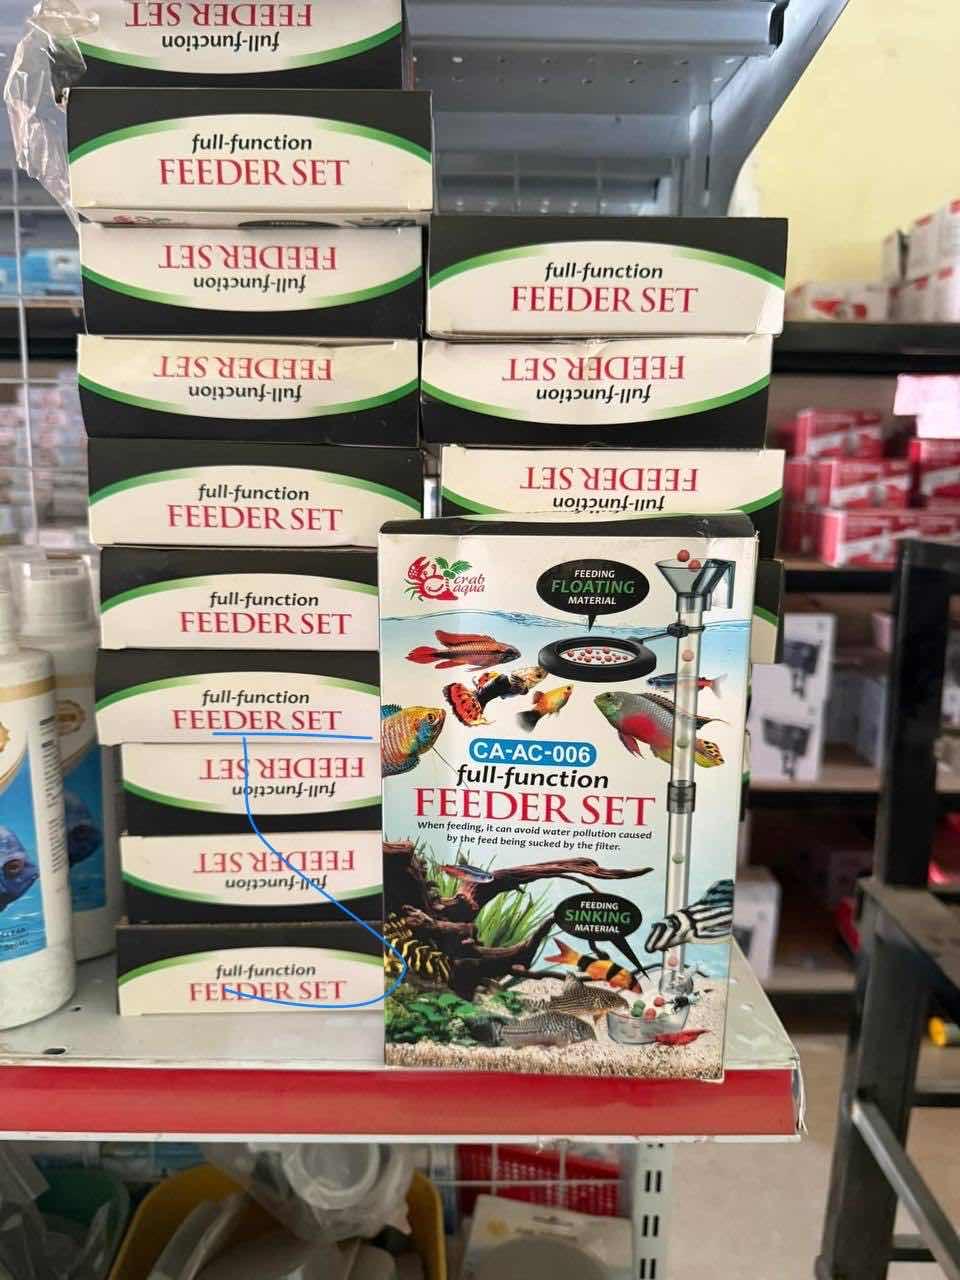 full-function
FEEDER SET
full-function
FEEDER SET
full-function
FEEDER SET
full-function
FEEDER SET
full-function
FEEDER SET
full-function
FEEDER SET
full-function
FEEDER SET
full-function
FEEDER SET
full-function
FEEDER SET
full-function
FEEDER SET
full-function
FEEDER SET
full-function
FEEDER SET
full-function
FEEDER SET
crab
aqua
FEEDING
FLOATING
MATERIAL
CA-AC-006
full-function
FEEDER SET
When feeding, it can avoid water pollution caused
by the feed being sucked by the filter.
FEEDING
SINKING
MATERIAL